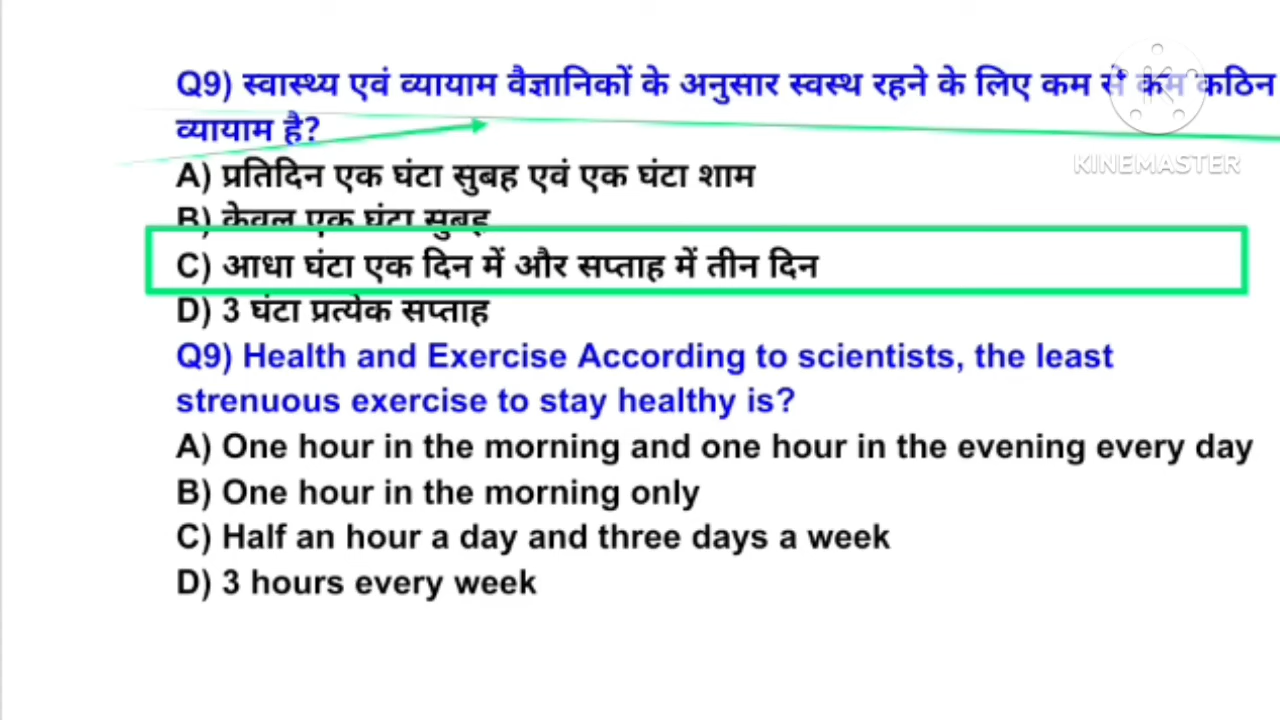 Q9) स्वास्थ्य एवं व्यायाम वैज्ञानिकों के अनुसार स्वस्थ रहने के लिए कम से कम कठिन
व्यायाम है?
KINEMASTER
A) प्रतिदिन एक घंटा सुबह एवं एक घंटा शाम
B) केवल एक घंटा सुबह
C) आधा घंटा एक दिन में और सप्ताह में तीन दिन
D) 3 घंटा प्रत्येक सप्ताह
Q9) Health and Exercise According to scientists, the least
strenuous exercise to stay healthy is?
A) One hour in the morning and one hour in the evening every day
B) One hour in the morning only
C) Half an hour a day and three days a week
D) 3 hours every week